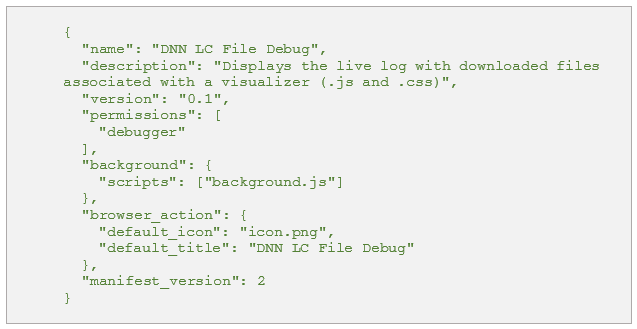 {
"name": "DNN LC File Debug",
"description": "Displays the live log with downloaded files
associated with a visualizer (.js and .css)",
"version": "0.1",
"permissions": [
"debugger"
],
"background": {
"scripts": ["background.js"]
},
"browser_action": {
"default_icon": "icon.png",
"default_title": "DNN LC File Debug"
},
"manifest_version": 2
}